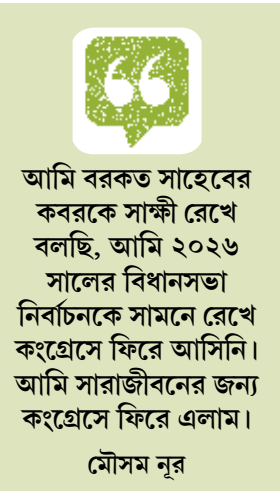 আমি বরকত সাহেবের
কবরকে সাক্ষী রেখে
বলছি, আমি ২০২৬
সালের বিধানসভা
নির্বাচনকে সামনে রেখে
কংগ্রেসে ফিরে আসিনি।
আমি সারাজীবনের জন্য
কংগ্রেসে ফিরে এলাম।
মৌসম নূর